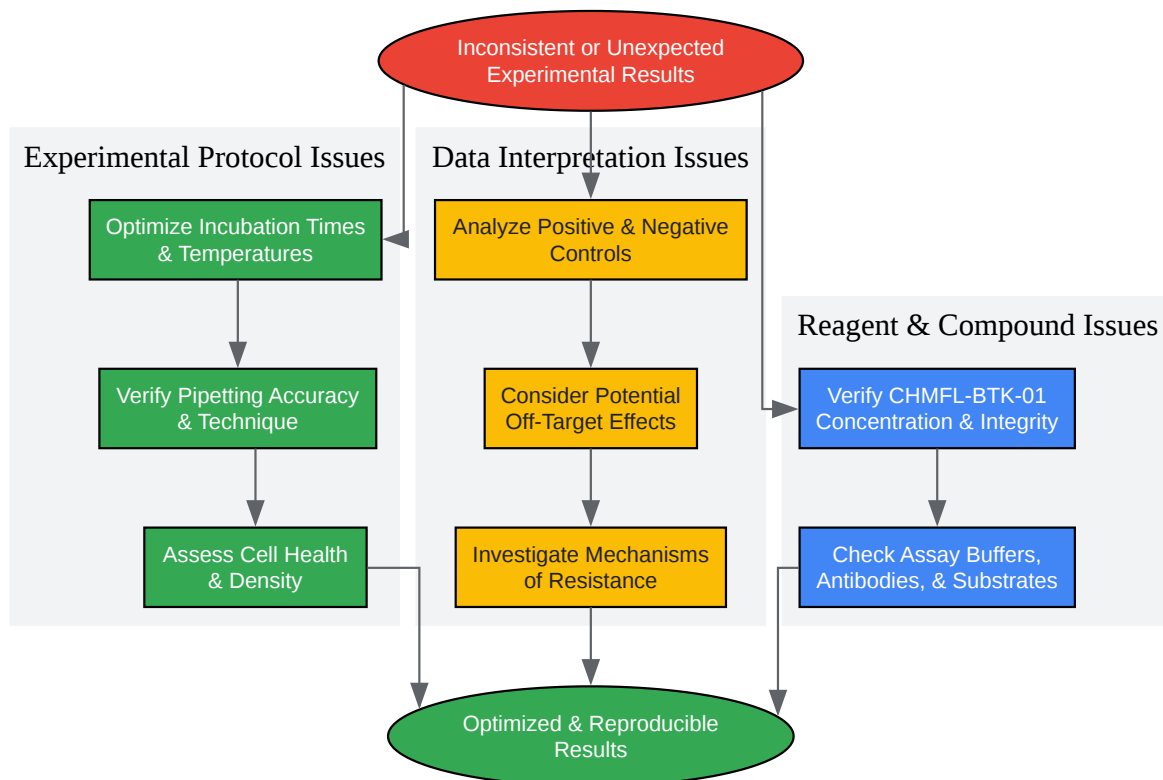 Inconsistent or Unexpected
Experimental Results
Experimental Protocol Issues
Optimize Incubation Times
& Temperatures
Verify Pipetting Accuracy
& Technique
Assess Cell Health
& Density
Data Interpretation Issues
Analyze Positive & Negative
Controls
Consider Potential
Off-Target Effects
Investigate Mechanisms
of Resistance
Reagent & Compound Issues
Verify CHMFL-BTK-01
Concentration & Integrity
Check Assay Buffers,
Antibodies, & Substrates
Optimized & Reproducible
Results